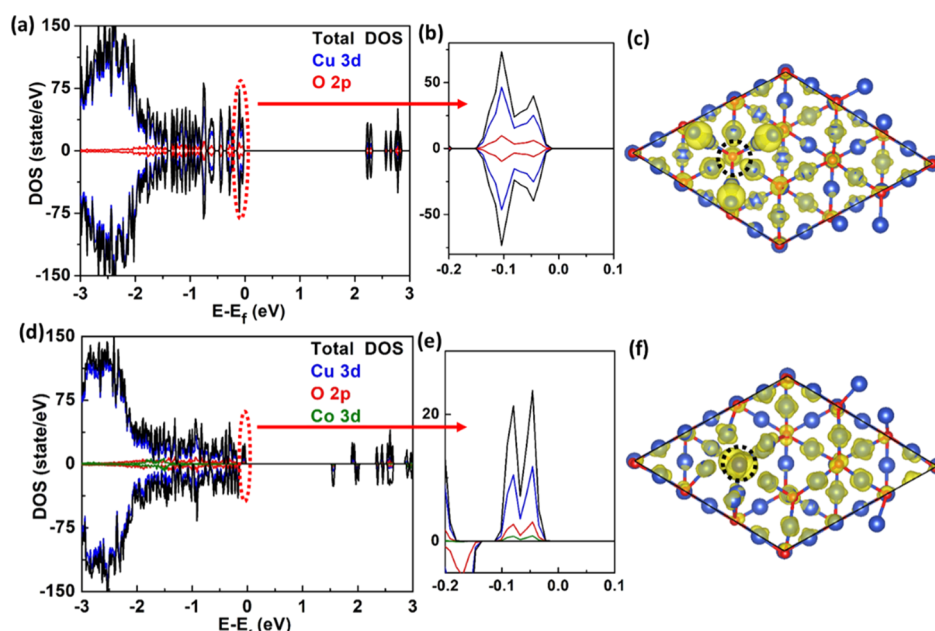 (a)
150
75
0
-75
-150
DOS (state/eV)
Total DOS
Cu 3d
O 2p
-3 -2 -1 0 1 2 3
E-Ef (eV)
(b)
50
0
-50
-0.2 -0.1 0.0 0.1
(c)
(d)
150
75
0
-75
-150
DOS (state/eV)
Total DOS
Cu 3d
O 2p
Co 3d
-3 -2 -1 0 1 2 3
(eV)
(e)
20
0
-0.2 -0.1 0.0 0.1
(f)